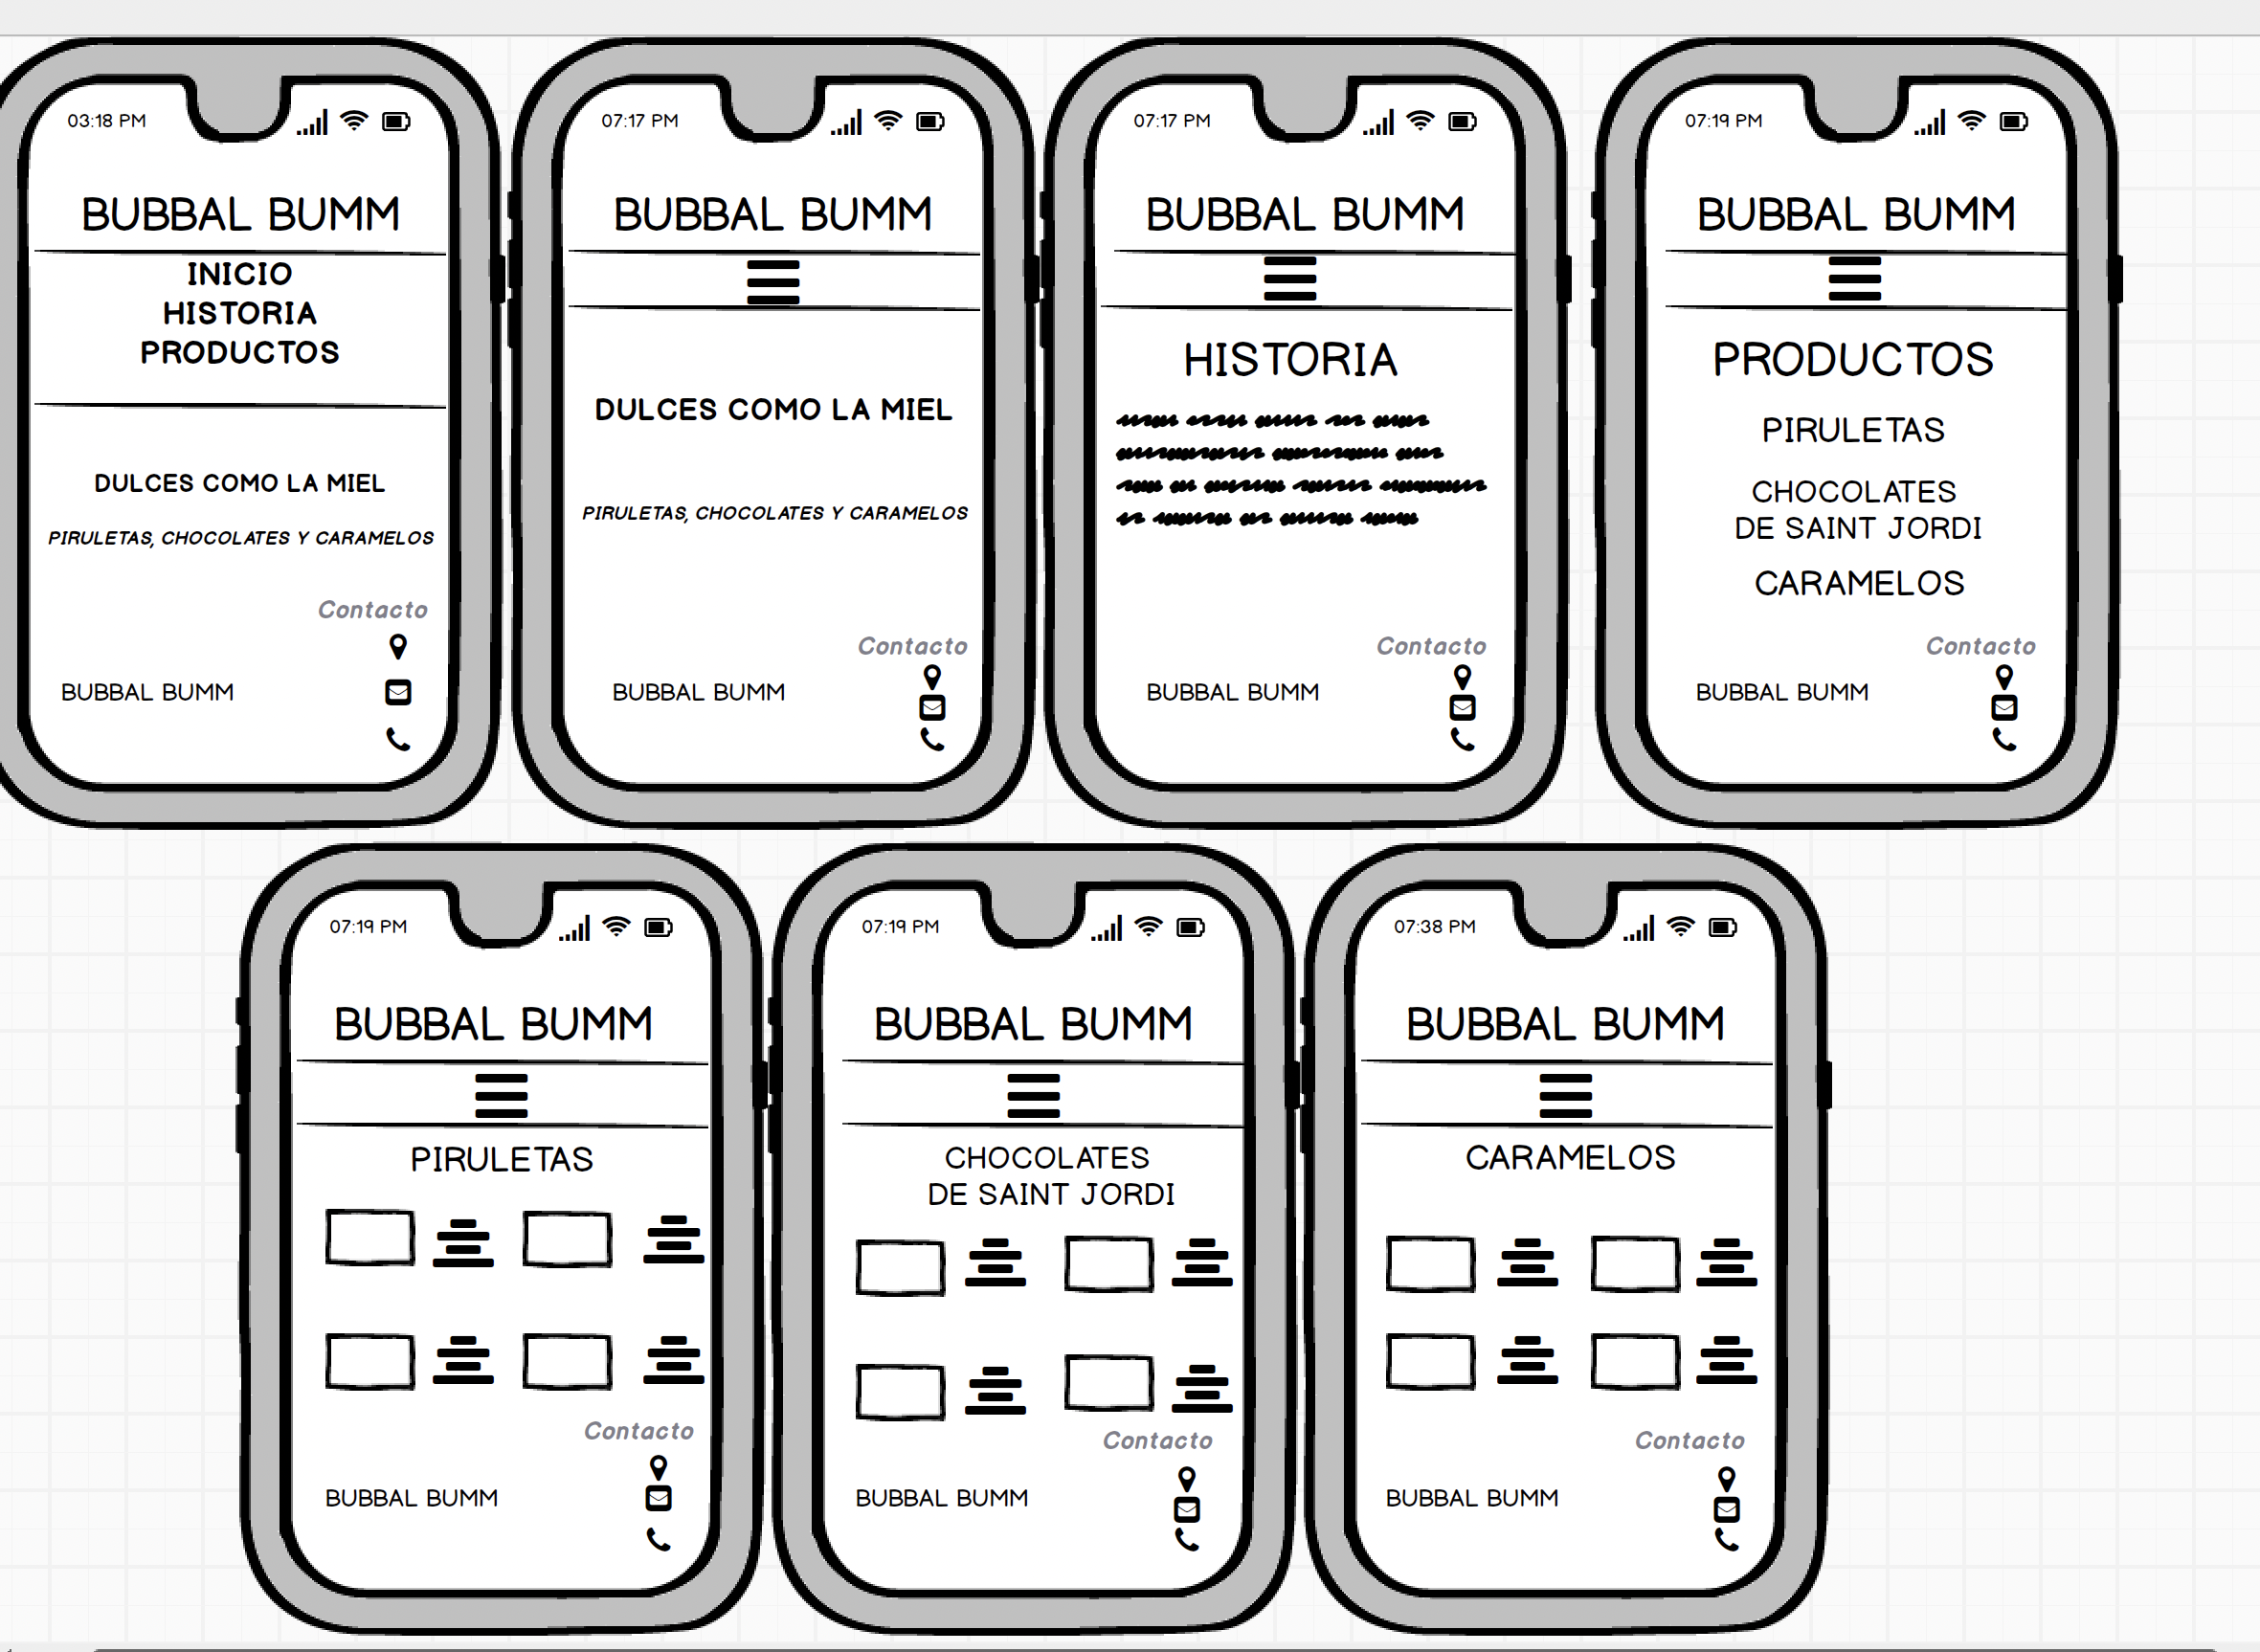 03:18 PM
BUBBAL BUMM
INICIO
HISTORIA
PRODUCTOS
DULCES COMO LA MIEL
PIRULETAS, CHOCOLATES Y CARAMELOS
Contacto
BUBBAL BUMM
07:17 PM
BUBBAL BUMM
DULCES COMO LA MIEL
PIRULETAS, CHOCOLATES Y CARAMELOS
Contacto
BUBBAL BUMM
07:17 PM
BUBBAL BUMM
HISTORIA
Contacto
BUBBAL BUMM
07:19 PM
BUBBAL BUMM
PRODUCTOS
PIRULETAS
CHOCOLATES
DE SAINT JORDI
CARAMELOS
Contacto
BUBBAL BUMM
07:19 PM
BUBBAL BUMM
PIRULETAS
Contacto
BUBBAL BUMM
07:19 PM
BUBBAL BUMM
CHOCOLATES
DE SAINT JORDI
Contacto
BUBBAL BUMM
07:38 PM
BUBBAL BUMM
CARAMELOS
Contacto
BUBBAL BUMM